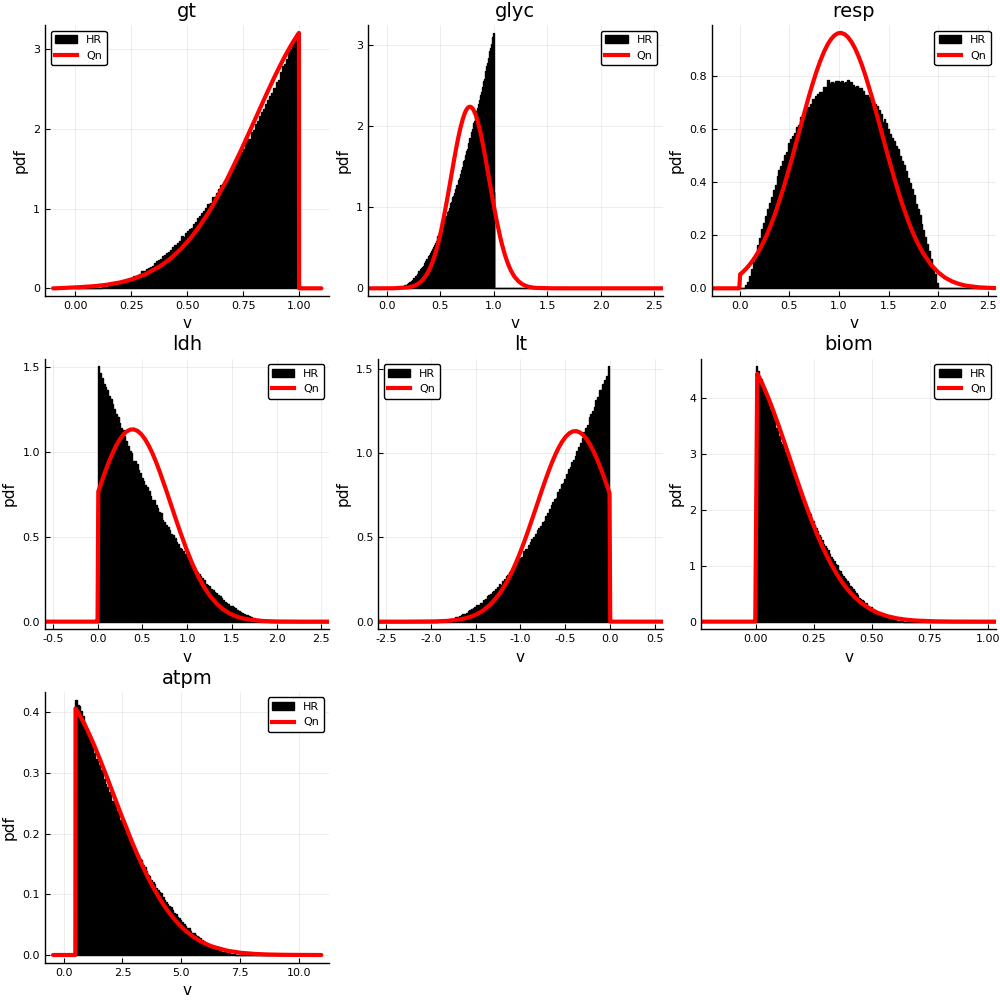 gt
glyc
resp
pdf
3
2
1
0
0.00
0.25
0.50
0.75
1.00
v
HR
Qn
pdf
3
2
1
0
0.0
0.5
1.0
1.5
2.0
2.5
v
HR
Qn
pdf
0.8
0.6
0.4
0.2
0.0
0.0
0.5
1.0
1.5
2.0
2.5
v
HR
Qn
ldh
lt
biom
pdf
1.5
1.0
0.5
0.0
-0.5
0.0
0.5
1.0
1.5
2.0
2.5
v
HR
Qn
pdf
1.5
1.0
0.5
0.0
-2.5
-2.0
-1.5
-1.0
-0.5
0.0
0.5
v
HR
Qn
pdf
4
3
2
1
0
0.00
0.25
0.50
0.75
1.00
v
HR
Qn
atpm
pdf
0.4
0.3
0.2
0.1
0.0
0.0
2.5
5.0
7.5
10.0
v
HR
Qn